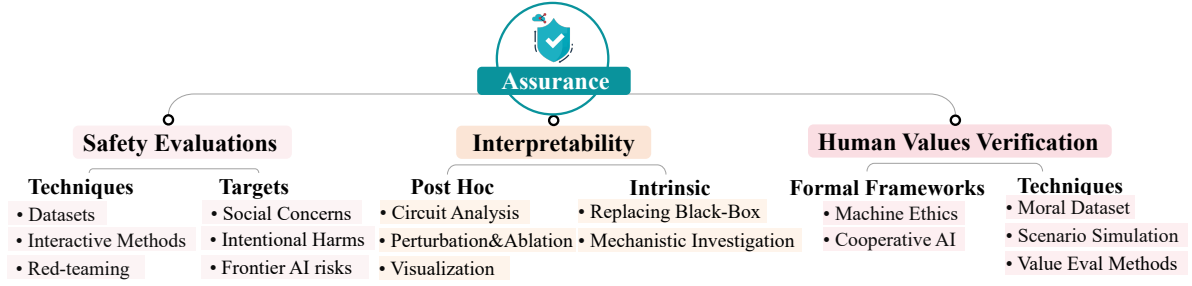 Assurance
Safety Evaluations
Techniques
• Datasets
• Interactive Methods
• Red-teaming
Targets
• Social Concerns
• Intentional Harms
• Frontier AI risks
Interpretability
Post Hoc
• Circuit Analysis
• Perturbation&Ablation
• Visualization
Intrinsic
• Replacing Black-Box
• Mechanistic Investigation
Human Values Verification
Formal Frameworks
• Machine Ethics
• Cooperative AI
Techniques
• Moral Dataset
• Scenario Simulation
• Value Eval Methods